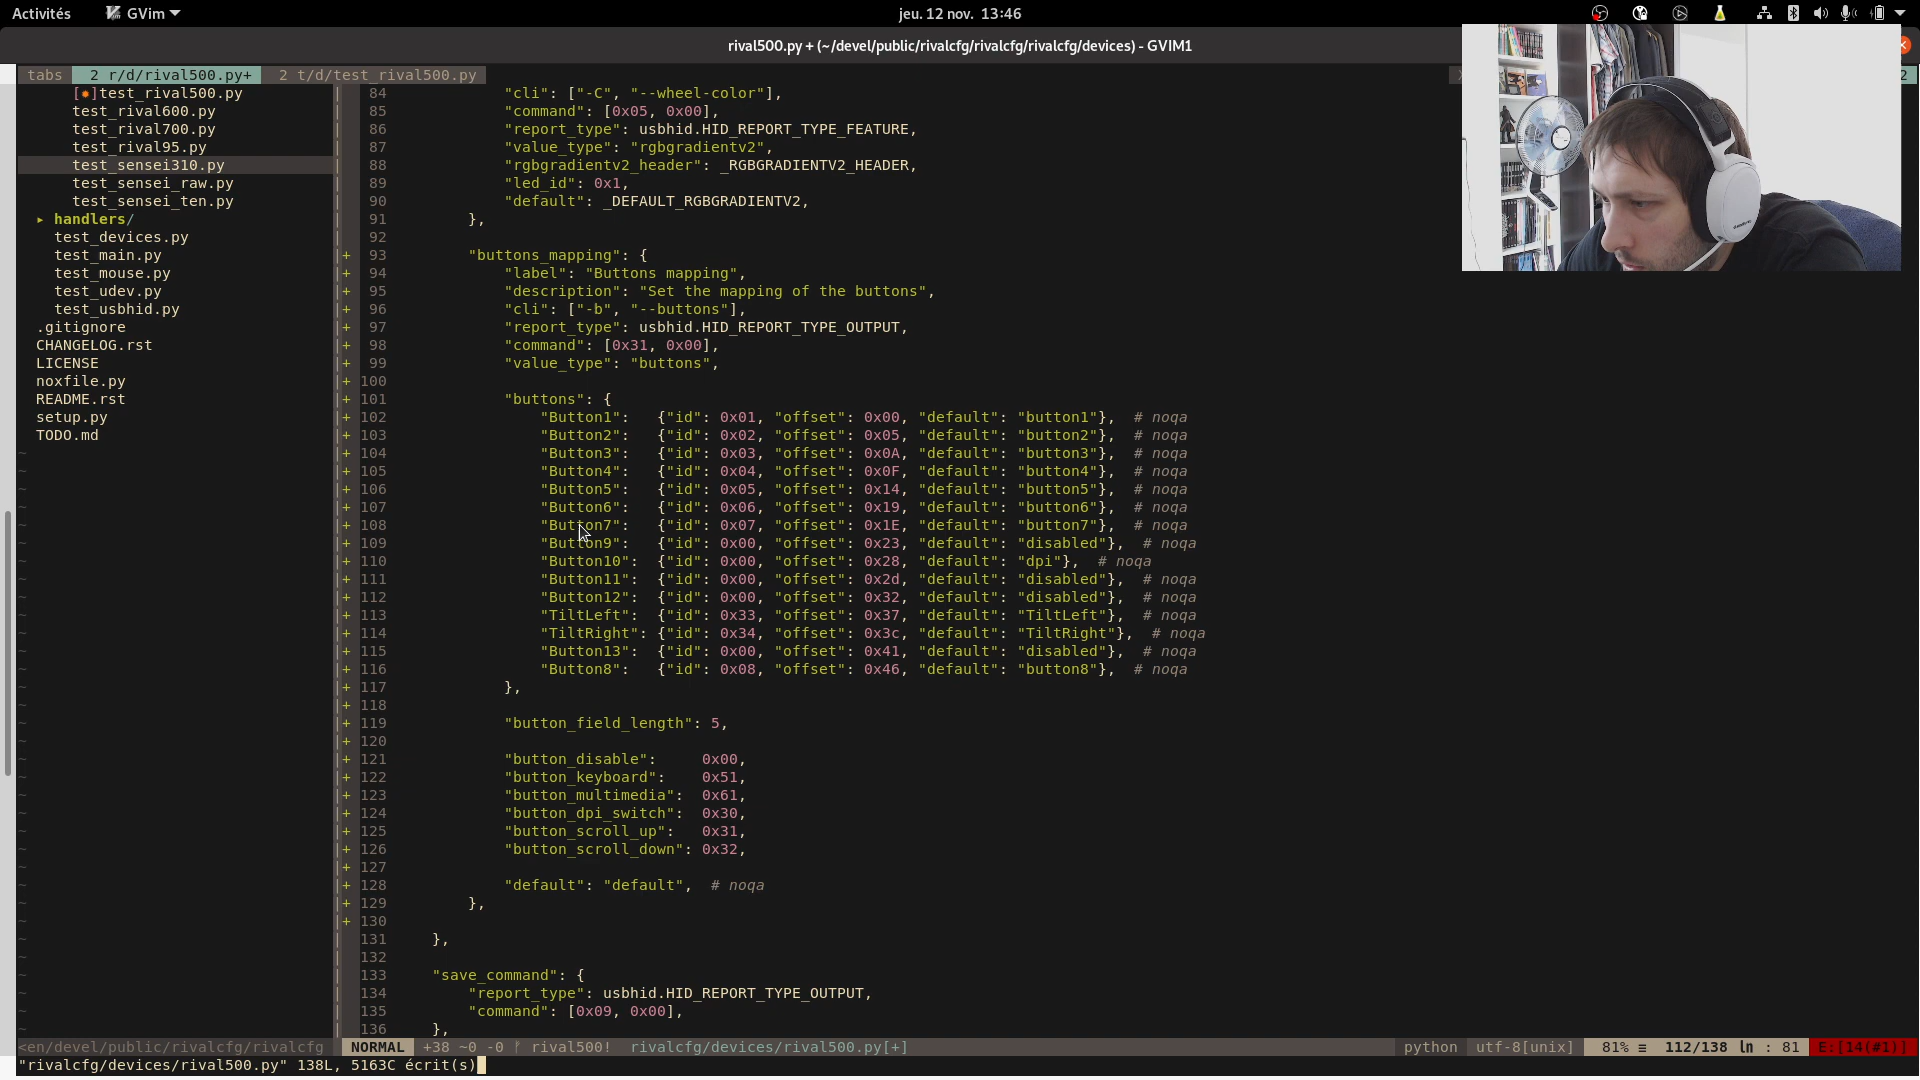 Activités GVim jeu. 12 nov. 13:46
rival500.py + (~/devel/public/rivalcfg/rivalcfg/rivalcfg/devices) - GVIM1
tabs 2 r/d/rival500.py+ 2 t/d/test_rival500.py 2
[●]test_rival500.py
test_rival600.py
test_rival700.py
test_rival95.py
test_sensei310.py
test_sensei_raw.py
test_sensei_ten.py
▸ handlers/
test_devices.py
test_main.py
test_mouse.py
test_udev.py
test_usbhid.py
.gitignore
CHANGELOG.rst
LICENSE
noxfile.py
README.rst
setup.py
TODO.md
84 "cli": ["-C", "--wheel-color"],
85 "command": [0x05, 0x00],
86 "report_type": usbhid.HID_REPORT_TYPE_FEATURE,
87 "value_type": "rgbgradientv2",
88 "rgbgradientv2_header": _RGBGRADIENTV2_HEADER,
89 "led_id": 0x1,
90 "default": _DEFAULT_RGBGRADIENTV2,
91 },
92
+ 93 "buttons_mapping": {
+ 94 "label": "Buttons mapping",
+ 95 "description": "Set the mapping of the buttons",
+ 96 "cli": ["-b", "--buttons"],
+ 97 "report_type": usbhid.HID_REPORT_TYPE_OUTPUT,
+ 98 "command": [0x31, 0x00],
+ 99 "value_type": "buttons",
+ 100
+ 101 "buttons": {
+ 102 "Button1": {"id": 0x01, "offset": 0x00, "default": "button1"}, # noqa
+ 103 "Button2": {"id": 0x02, "offset": 0x05, "default": "button2"}, # noqa
+ 104 "Button3": {"id": 0x03, "offset": 0x0A, "default": "button3"}, # noqa
+ 105 "Button4": {"id": 0x04, "offset": 0x0F, "default": "button4"}, # noqa
+ 106 "Button5": {"id": 0x05, "offset": 0x14, "default": "button5"}, # noqa
+ 107 "Button6": {"id": 0x06, "offset": 0x19, "default": "button6"}, # noqa
+ 108 "Button7": {"id": 0x07, "offset": 0x1E, "default": "button7"}, # noqa
+ 109 "Button9": {"id": 0x00, "offset": 0x23, "default": "disabled"}, # noqa
+ 110 "Button10": {"id": 0x00, "offset": 0x28, "default": "dpi"}, # noqa
+ 111 "Button11": {"id": 0x00, "offset": 0x2d, "default": "disabled"}, # noqa
+ 112 "Button12": {"id": 0x00, "offset": 0x32, "default": "disabled"}, # noqa
+ 113 "TiltLeft": {"id": 0x33, "offset": 0x37, "default": "TiltLeft"}, # noqa
+ 114 "TiltRight": {"id": 0x34, "offset": 0x3c, "default": "TiltRight"}, # noqa
+ 115 "Button13": {"id": 0x00, "offset": 0x41, "default": "disabled"}, # noqa
+ 116 "Button8": {"id": 0x08, "offset": 0x46, "default": "button8"}, # noqa
+ 117 },
+ 118
+ 119 "button_field_length": 5,
+ 120
+ 121 "button_disable": 0x00,
+ 122 "button_keyboard": 0x51,
+ 123 "button_multimedia": 0x61,
+ 124 "button_dpi_switch": 0x30,
+ 125 "button_scroll_up": 0x31,
+ 126 "button_scroll_down": 0x32,
+ 127
+ 128 "default": "default", # noqa
+ 129 },
+ 130
131 },
132
133 "save_command": {
134 "report_type": usbhid.HID_REPORT_TYPE_OUTPUT,
135 "command": [0x09, 0x00],
136 },
<en/devel/public/rivalcfg/rivalcfg NORMAL +38 ~0 -0 ᚠ rival500! rivalcfg/devices/rival500.py[+] python utf-8[unix] 81% ≡ 112/138 ㏑ : 81 E:[14(#1)]
"rivalcfg/devices/rival500.py" 138L, 5163C écrit(s)